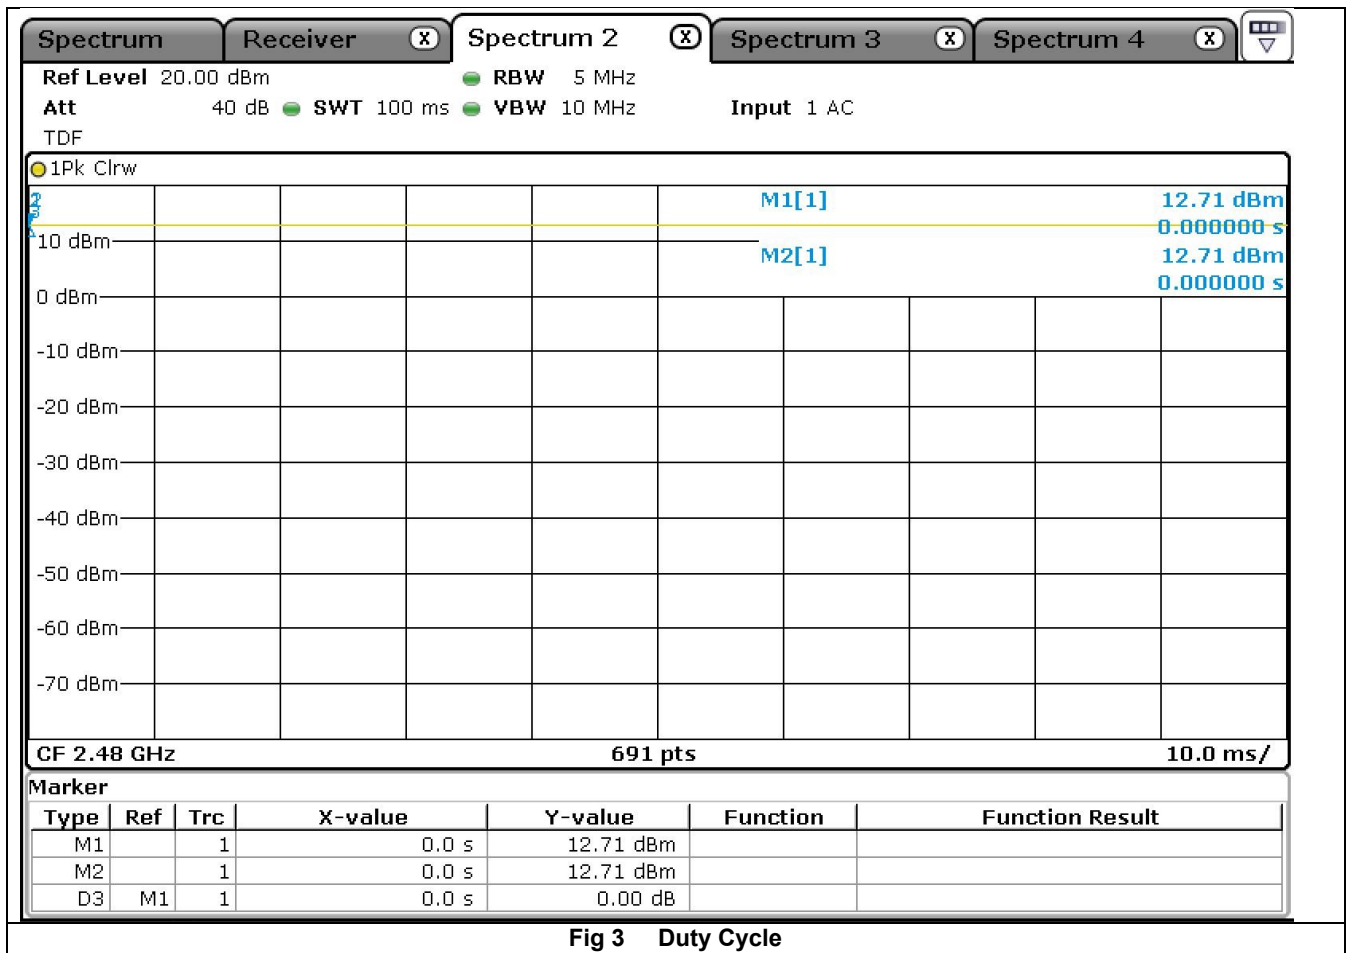 Spectrum Receiver X Spectrum 2 X Spectrum 3 X Spectrum 4 X
Ref Level 20.00 dBm RBW 5 MHz
Att 40 dB SWT 100 ms VBW 10 MHz Input 1 AC
TDF
1Pk Clrw
M1[1] 12.71 dBm
0.000000 s
10 dBm
M2[1] 12.71 dBm
0.000000 s
0 dBm
-10 dBm
-20 dBm
-30 dBm
-40 dBm
-50 dBm
-60 dBm
-70 dBm
CF 2.48 GHz 691 pts 10.0 ms/
Marker
Type Ref Trc X-value Y-value Function Function Result
M1 1 0.0 s 12.71 dBm
M2 1 0.0 s 12.71 dBm
D3 M1 1 0.0 s 0.00 dB
Fig 3 Duty Cycle